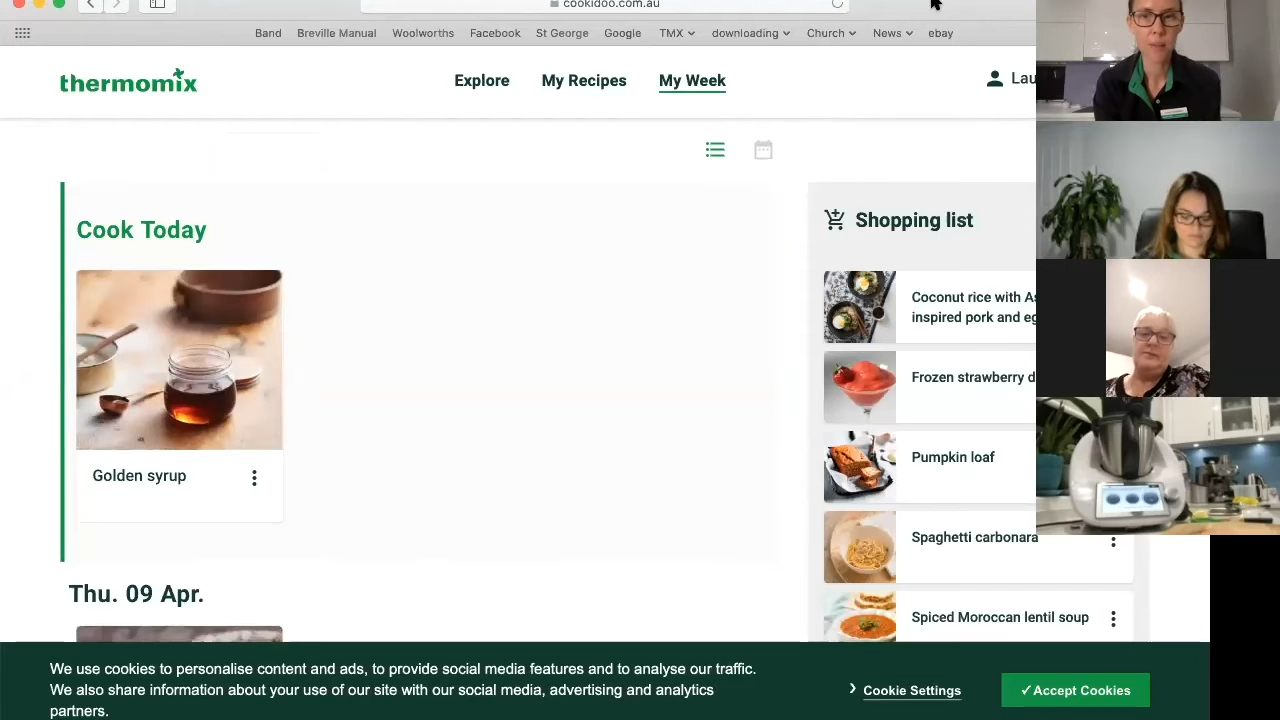 cookidoo.com.au
Band Breville Manual Woolworths Facebook St George Google TMX downloading Church News ebay
thermomix
Explore My Recipes My Week
Lau
Cook Today
Golden syrup
Thu. 09 Apr.
Shopping list
Coconut rice with As
inspired pork and eg
Frozen strawberry d
Pumpkin loaf
Spaghetti carbonara
Spiced Moroccan lentil soup
We use cookies to personalise content and ads, to provide social media features and to analyse our traffic.
We also share information about your use of our site with our social media, advertising and analytics
partners.
Cookie Settings
✓Accept Cookies